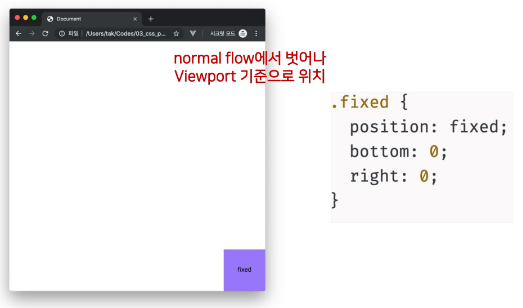 Document
파일 | /Users/tak/Codes/03_css_p...
시크릿 모드
normal flow에서 벗어나
Viewport 기준으로 위치
.fixed {
position: fixed;
bottom: 0;
right: 0;
}
fixed